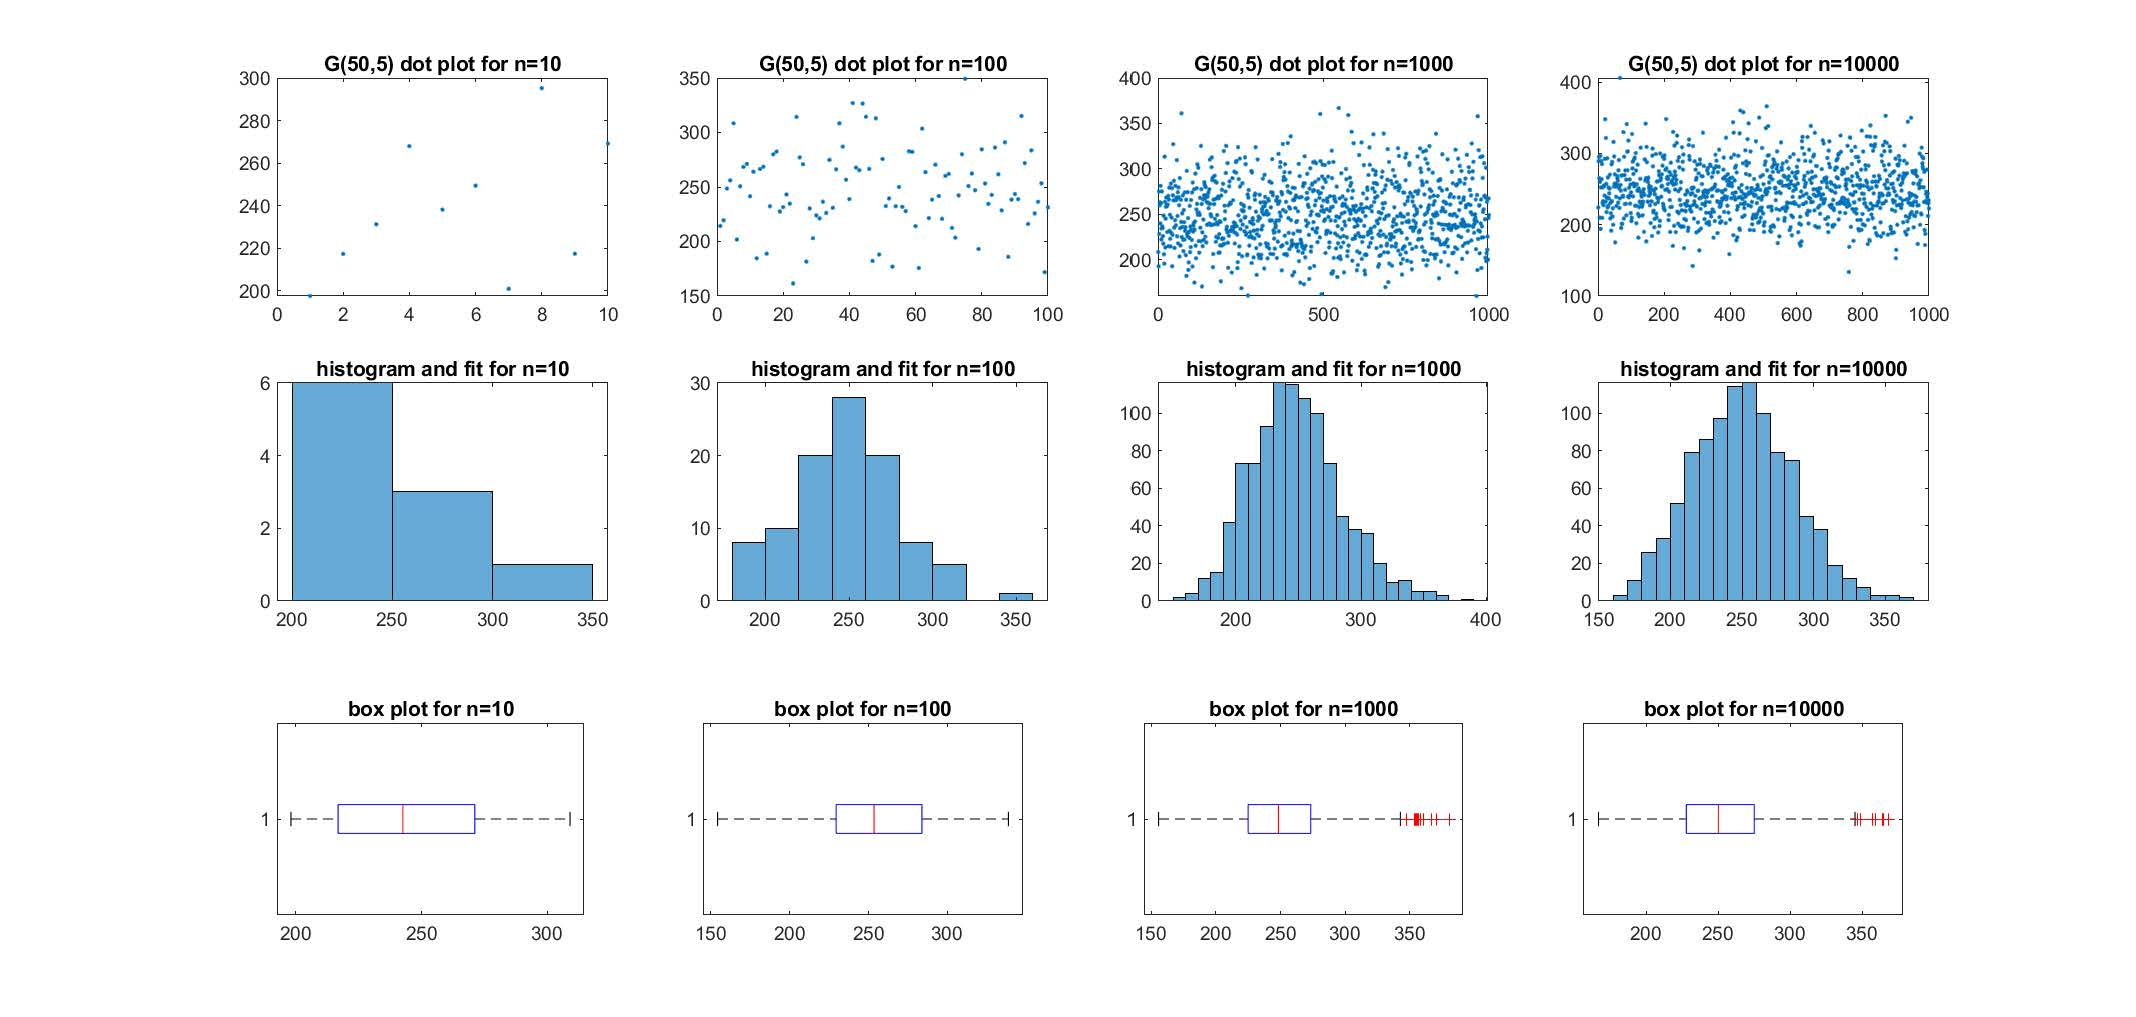 G(50,5) dot plot for n=10
300
280
260
240
220
200
0 2 4 6 8 10
G(50,5) dot plot for n=100
350
300
250
200
150
0 20 40 60 80 100
G(50,5) dot plot for n=1000
400
350
300
250
200
0 500 1000
G(50,5) dot plot for n=10000
400
300
200
100
0 200 400 600 800 1000
histogram and fit for n=10
6
4
2
0
200 250 300 350
histogram and fit for n=100
30
20
10
0
200 250 300 350
histogram and fit for n=1000
100
80
60
40
20
0
200 300 400
histogram and fit for n=10000
100
80
60
40
20
0
150 200 250 300 350
box plot for n=10
1
200 250 300
box plot for n=100
1
150 200 250 300
box plot for n=1000
1
150 200 250 300 350
box plot for n=10000
1
200 250 300 350